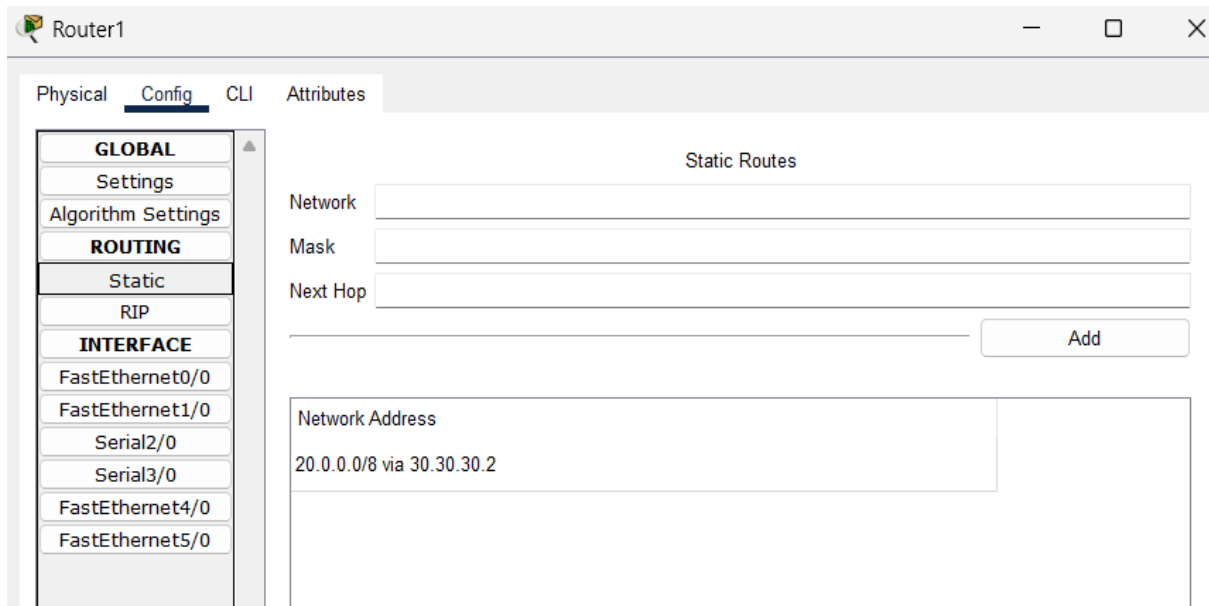 Router1
Physical Config CLI Attributes
GLOBAL
Settings
Algorithm Settings
ROUTING
Static
RIP
INTERFACE
FastEthernet0/0
FastEthernet1/0
Serial2/0
Serial3/0
FastEthernet4/0
FastEthernet5/0
Static Routes
Network
Mask
Next Hop
Add
Network Address
20.0.0.0/8 via 30.30.30.2